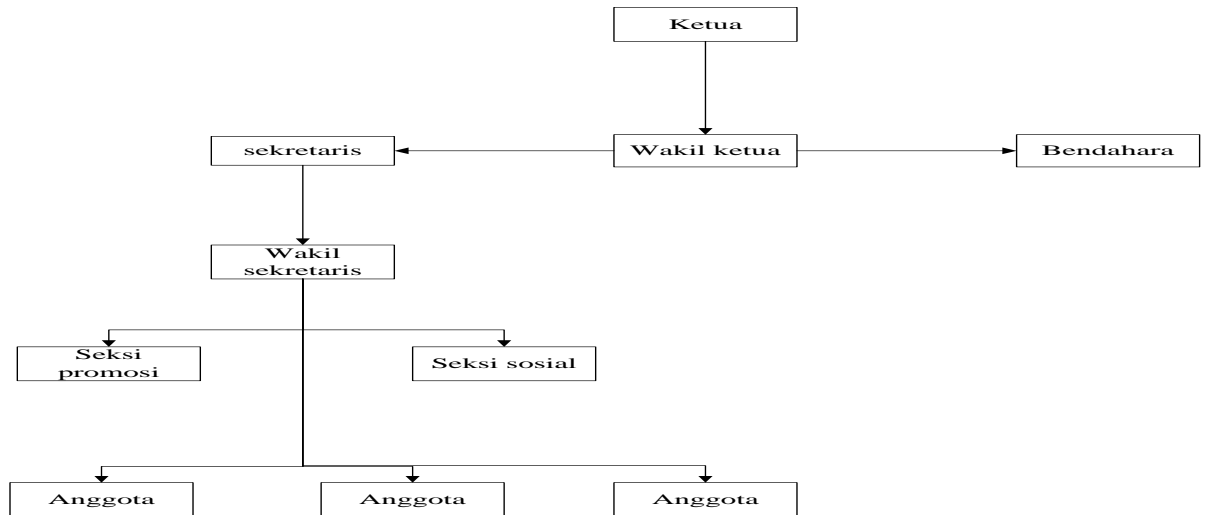 Ketua
sekretaris
Wakil ketua
Bendahara
Wakil
sekretaris
Seksi
promosi
Seksi sosial
Anggota
Anggota
Anggota